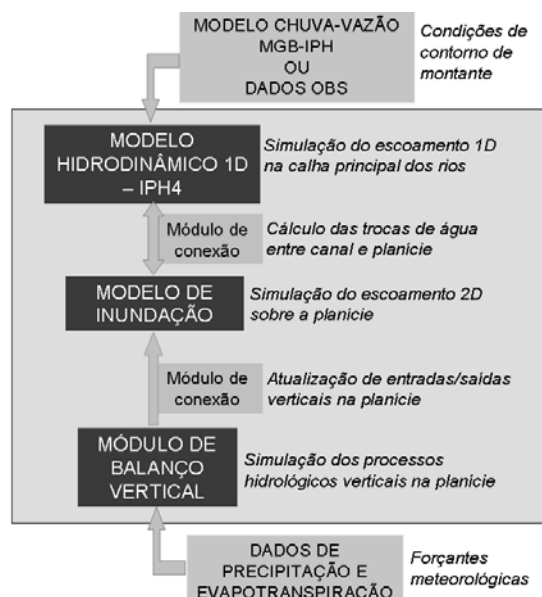 MODELO CHUVA-VAZÃO
MGB-IPH
OU
DADOS OBS
Condições de
contorno de
montante
MODELO
HIDRODINÂMICO 1D
– IPH4
Simulação do escoamento 1D
na calha principal dos rios
Módulo de
conexão
Cálculo das trocas de água
entre canal e planície
MODELO DE
INUNDAÇÃO
Simulação do escoamento 2D
sobre a planície
Módulo de
conexão
Atualização de entradas/saídas
verticais na planície
MÓDULO DE
BALANÇO
VERTICAL
Simulação dos processos
hidrológicos verticais na planície
DADOS DE
PRECIPITAÇÃO E
EVAPOTRANSPIRAÇÃO
Forçantes
meteorológicas